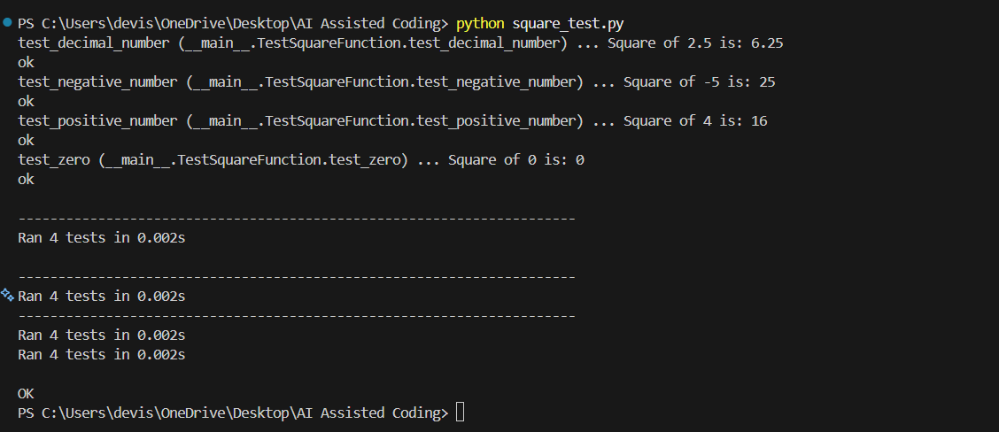 PS C:\Users\devis\OneDrive\Desktop\AI Assisted Coding> python square_test.py
test_decimal_number (__main__.TestSquareFunction.test_decimal_number) ... Square of 2.5 is: 6.25
ok
test_negative_number (__main__.TestSquareFunction.test_negative_number) ... Square of -5 is: 25
ok
test_positive_number (__main__.TestSquareFunction.test_positive_number) ... Square of 4 is: 16
ok
test_zero (__main__.TestSquareFunction.test_zero) ... Square of 0 is: 0
ok
----------------------------------------------------------------------
Ran 4 tests in 0.002s
----------------------------------------------------------------------
Ran 4 tests in 0.002s
----------------------------------------------------------------------
Ran 4 tests in 0.002s
Ran 4 tests in 0.002s
OK
PS C:\Users\devis\OneDrive\Desktop\AI Assisted Coding>